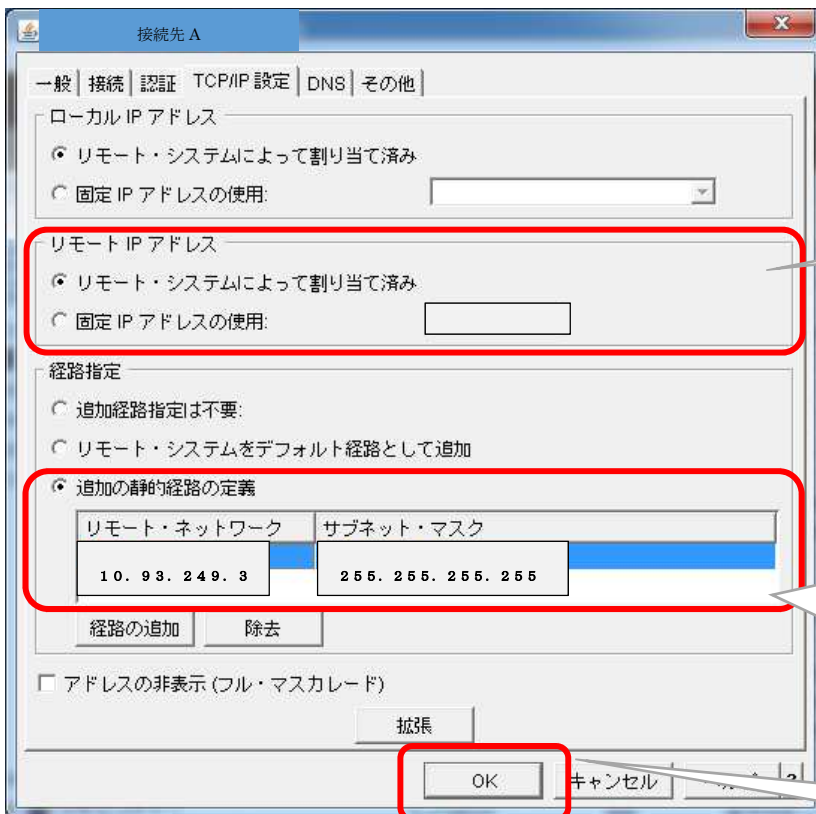 接続先 A
一般 接続 認証 TCP/IP 設定 DNS その他
ローカル IP アドレス
リモート・システムによって割り当て済み
固定 IP アドレスの使用:
リモート IP アドレス
リモート・システムによって割り当て済み
固定 IP アドレスの使用:
経路指定
追加経路指定は不要:
リモート・システムをデフォルト経路として追加
追加の静的経路の定義
リモート・ネットワーク サブネット・マスク
10. 93. 249. 3 255. 255. 255. 255
経路の追加 除去
アドレスの非表示 (フル・マスカレード)
拡張
OK キャンセル